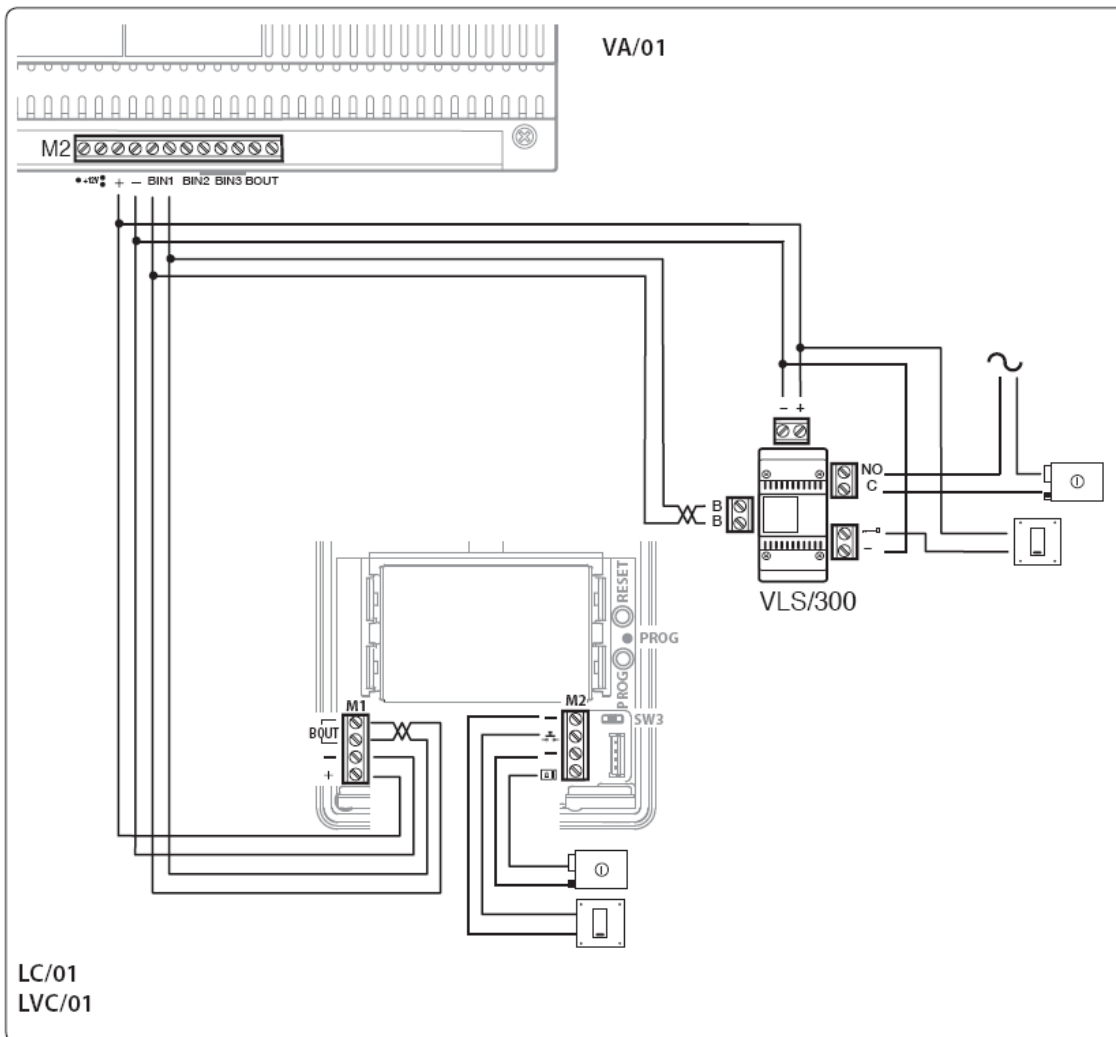 VA/01
M2
+12V + − BIN1 BIN2 BIN3 BOUT
− +
NO
C
B
B
−
VLS/300
RESET
PROG
PROG
M1
M2
SW3
BOUT
−
−
−
+
LC/01
LVC/01